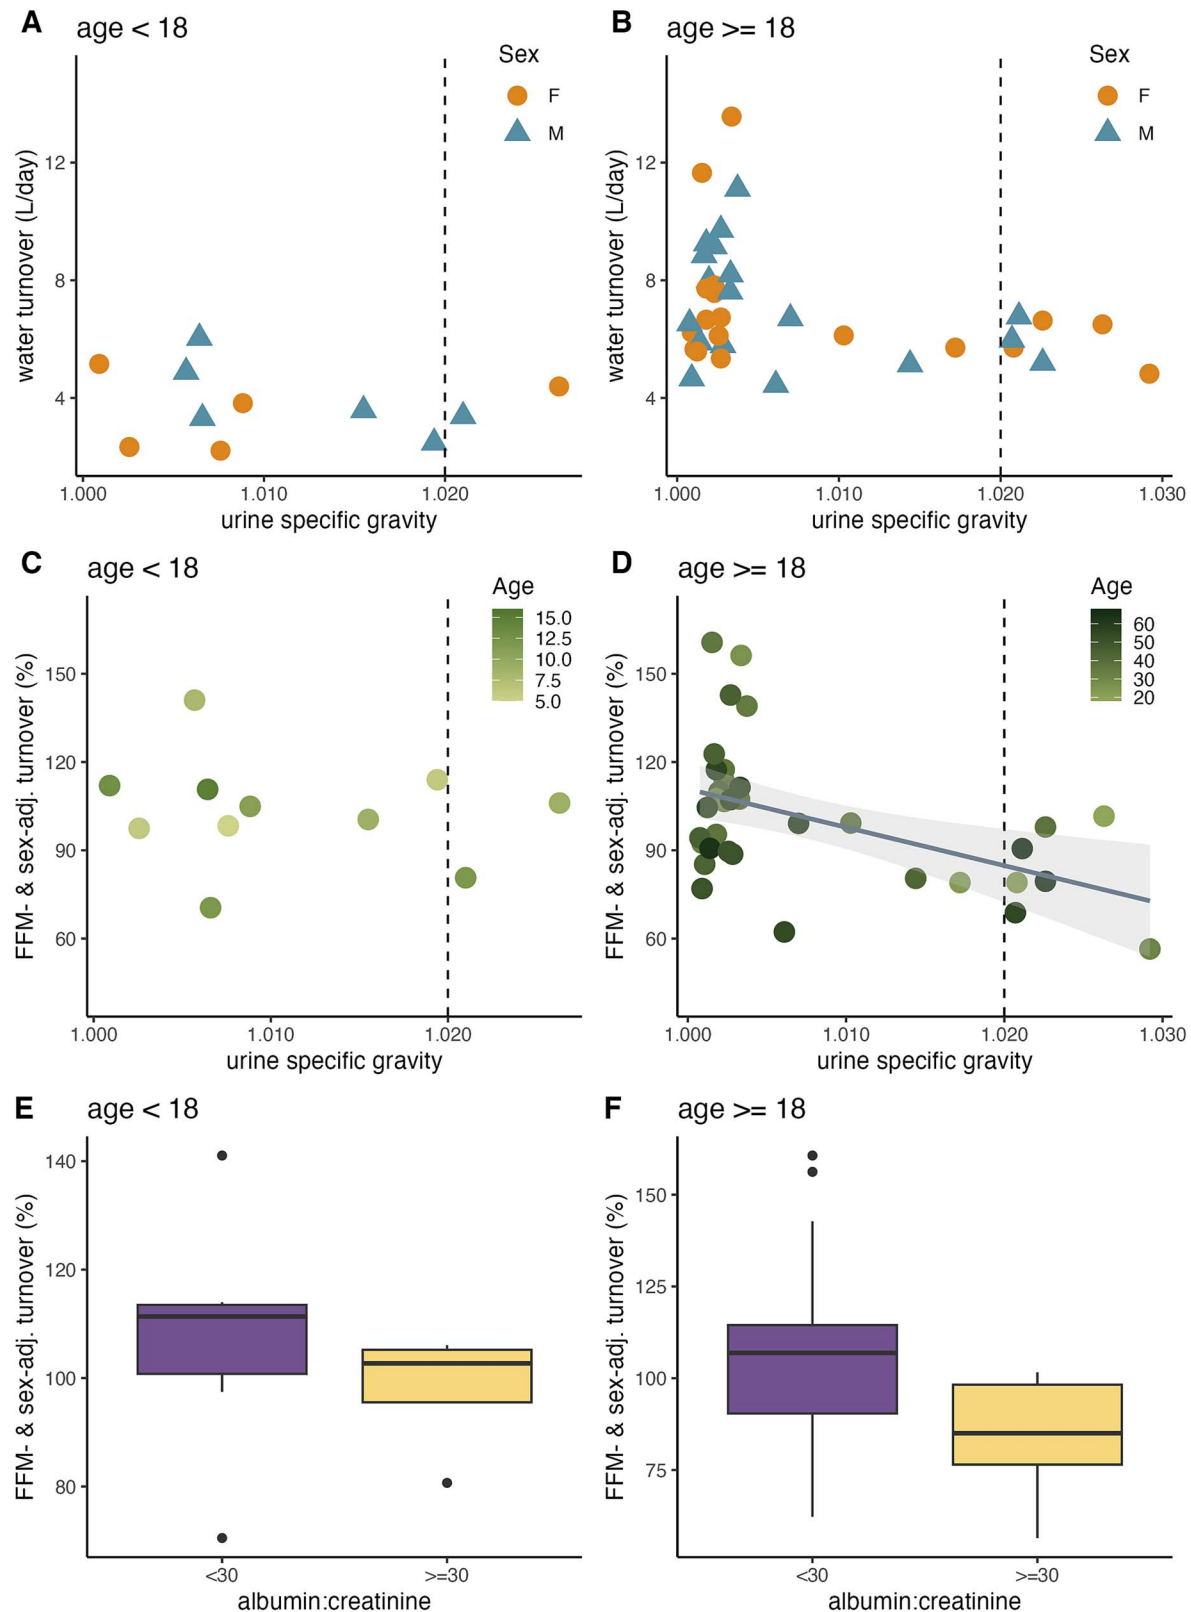 A
age < 18
Sex
F
M
water turnover (L/day)
12
8
4
1.000
1.010
1.020
urine specific gravity
B
age >= 18
Sex
F
M
water turnover (L/day)
12
8
4
1.000
1.010
1.020
1.030
urine specific gravity
C
age < 18
Age
15.0
12.5
10.0
7.5
5.0
FFM- & sex-adj. turnover (%)
150
120
90
60
1.000
1.010
1.020
urine specific gravity
D
age >= 18
Age
60
50
40
30
20
FFM- & sex-adj. turnover (%)
150
120
90
60
1.000
1.010
1.020
1.030
urine specific gravity
E
age < 18
FFM- & sex-adj. turnover (%)
140
120
100
80
<30
>=30
albumin:creatinine
F
age >= 18
FFM- & sex-adj. turnover (%)
150
125
100
75
<30
>=30
albumin:creatinine